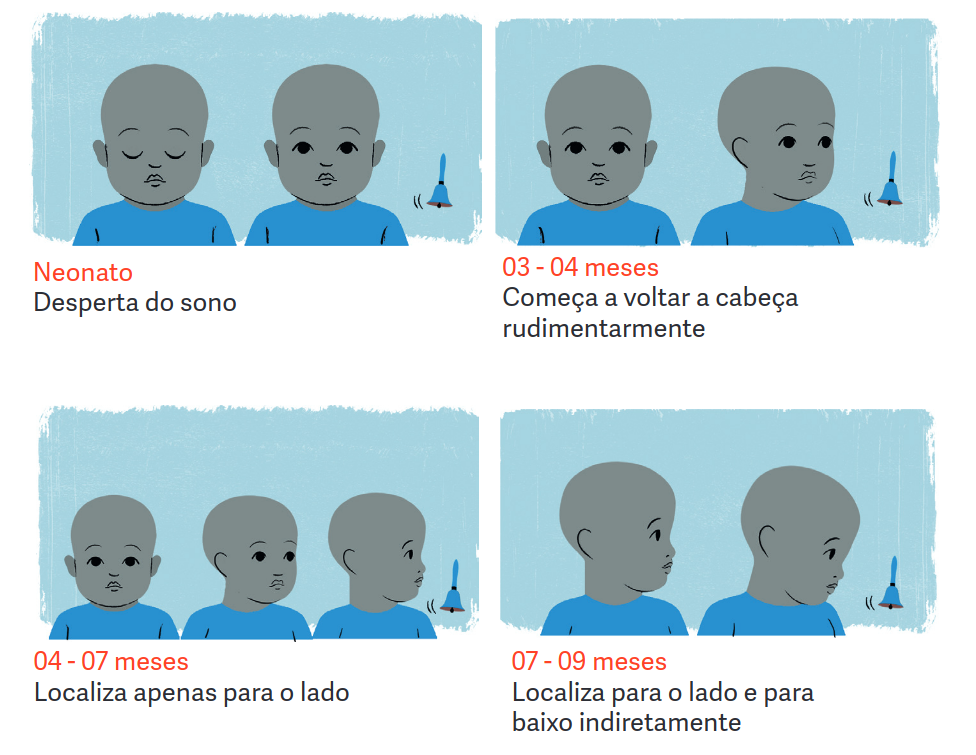 Neonato
Desperta do sono
03 - 04 meses
Começa a voltar a cabeça
rudimentarmente
04 - 07 meses
Localiza apenas para o lado
07 - 09 meses
Localiza para o lado e para
baixo indiretamente